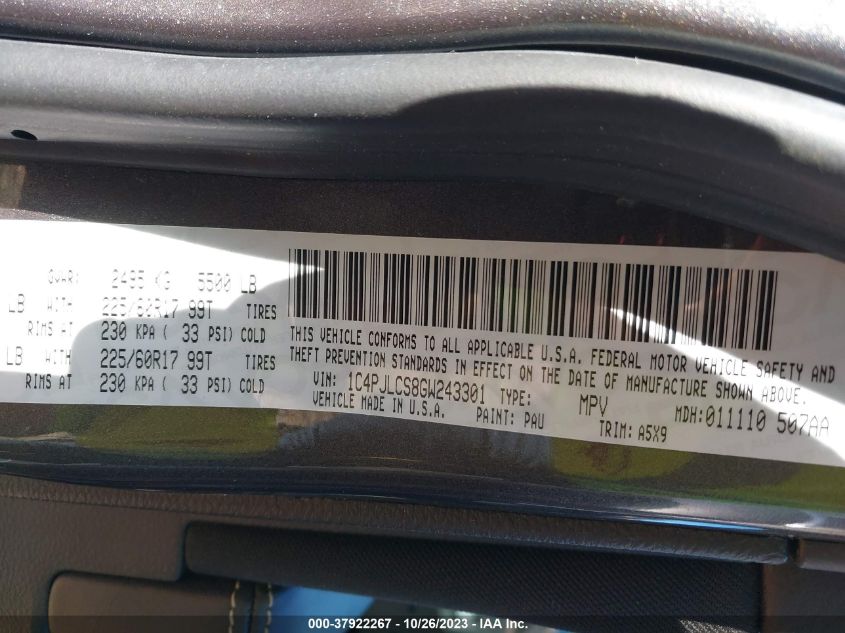 GVWR: 2495 KG 5500 LB
LB WITH 225/60R17 99T TIRES
RIMS AT 230 KPA ( 33 PSI) COLD
LB WITH 225/60R17 99T TIRES
RIMS AT 230 KPA ( 33 PSI) COLD
THIS VEHICLE CONFORMS TO ALL APPLICABLE U.S.A. FEDERAL MOTOR VEHICLE SAFETY AND
THEFT PREVENTION STANDARDS IN EFFECT ON THE DATE OF MANUFACTURE SHOWN ABOVE.
VIN: 1C4PJLCS8GW243301 TYPE: MPV MDH:011110 507AA
VEHICLE MADE IN U.S.A. PAINT: PAU TRIM: A5X9
000-37922267 - 10/26/2023 - IAA Inc.